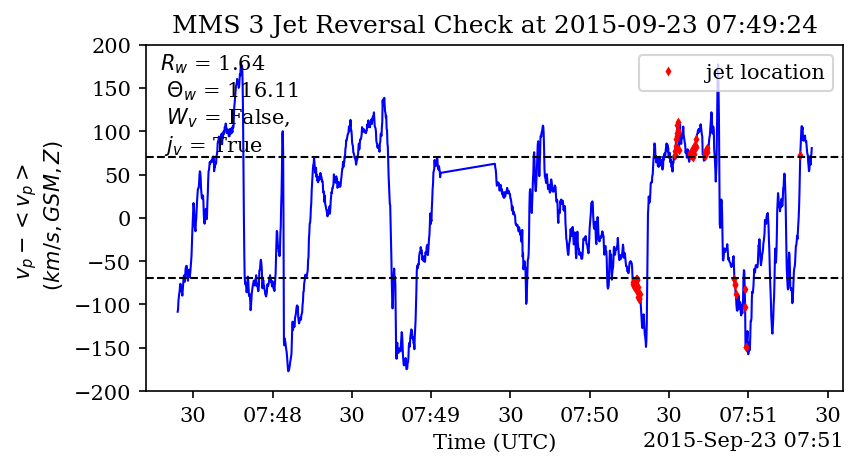 MMS 3 Jet Reversal Check at 2015-09-23 07:49:24
R_w = 1.64
Θ_w = 116.11
W_v = False,
j_v = True
jet location
v_p − < v_p >
(km/s, GSM, Z)
200
150
100
50
0
−50
−100
−150
−200
30 07:48 30 07:49 30 07:50 30 07:51 30
Time (UTC)
2015-Sep-23 07:51